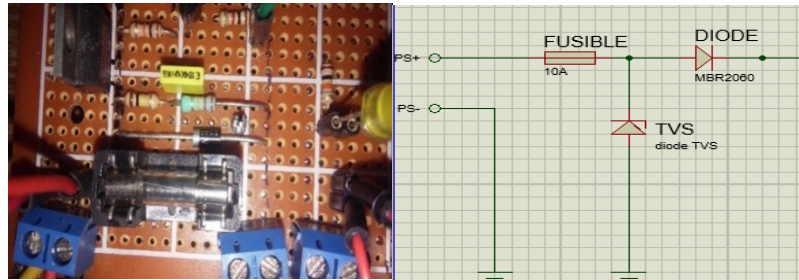 FUSIBLE
DIODE
PS+
10A
MBR2060
PS-
TVS
diode TVS